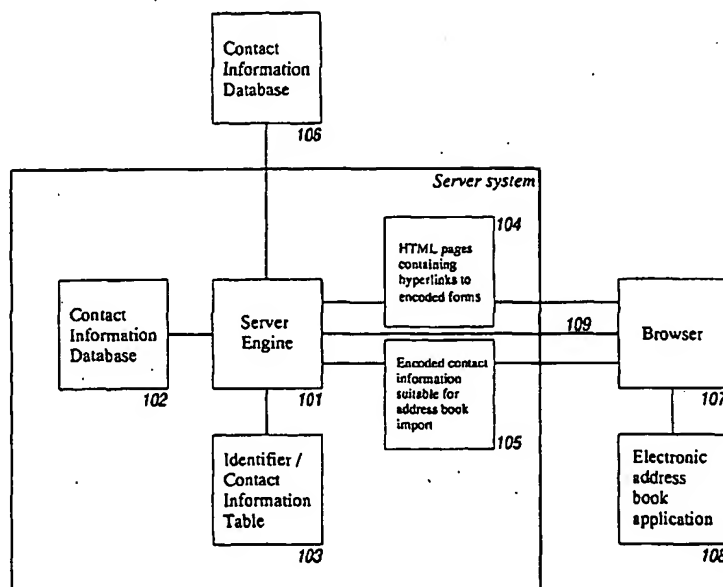 Contact
Information
Database
106
Server system
104
HTML pages
containing
hyperlinks to
encoded forms
Contact
Information
Database
102
Server
Engine
101
109
Browser
107
Encoded contact
information
suitable for
address book
import
105
Identifier /
Contact
Information
Table
103
Electronic
address
book
application
108